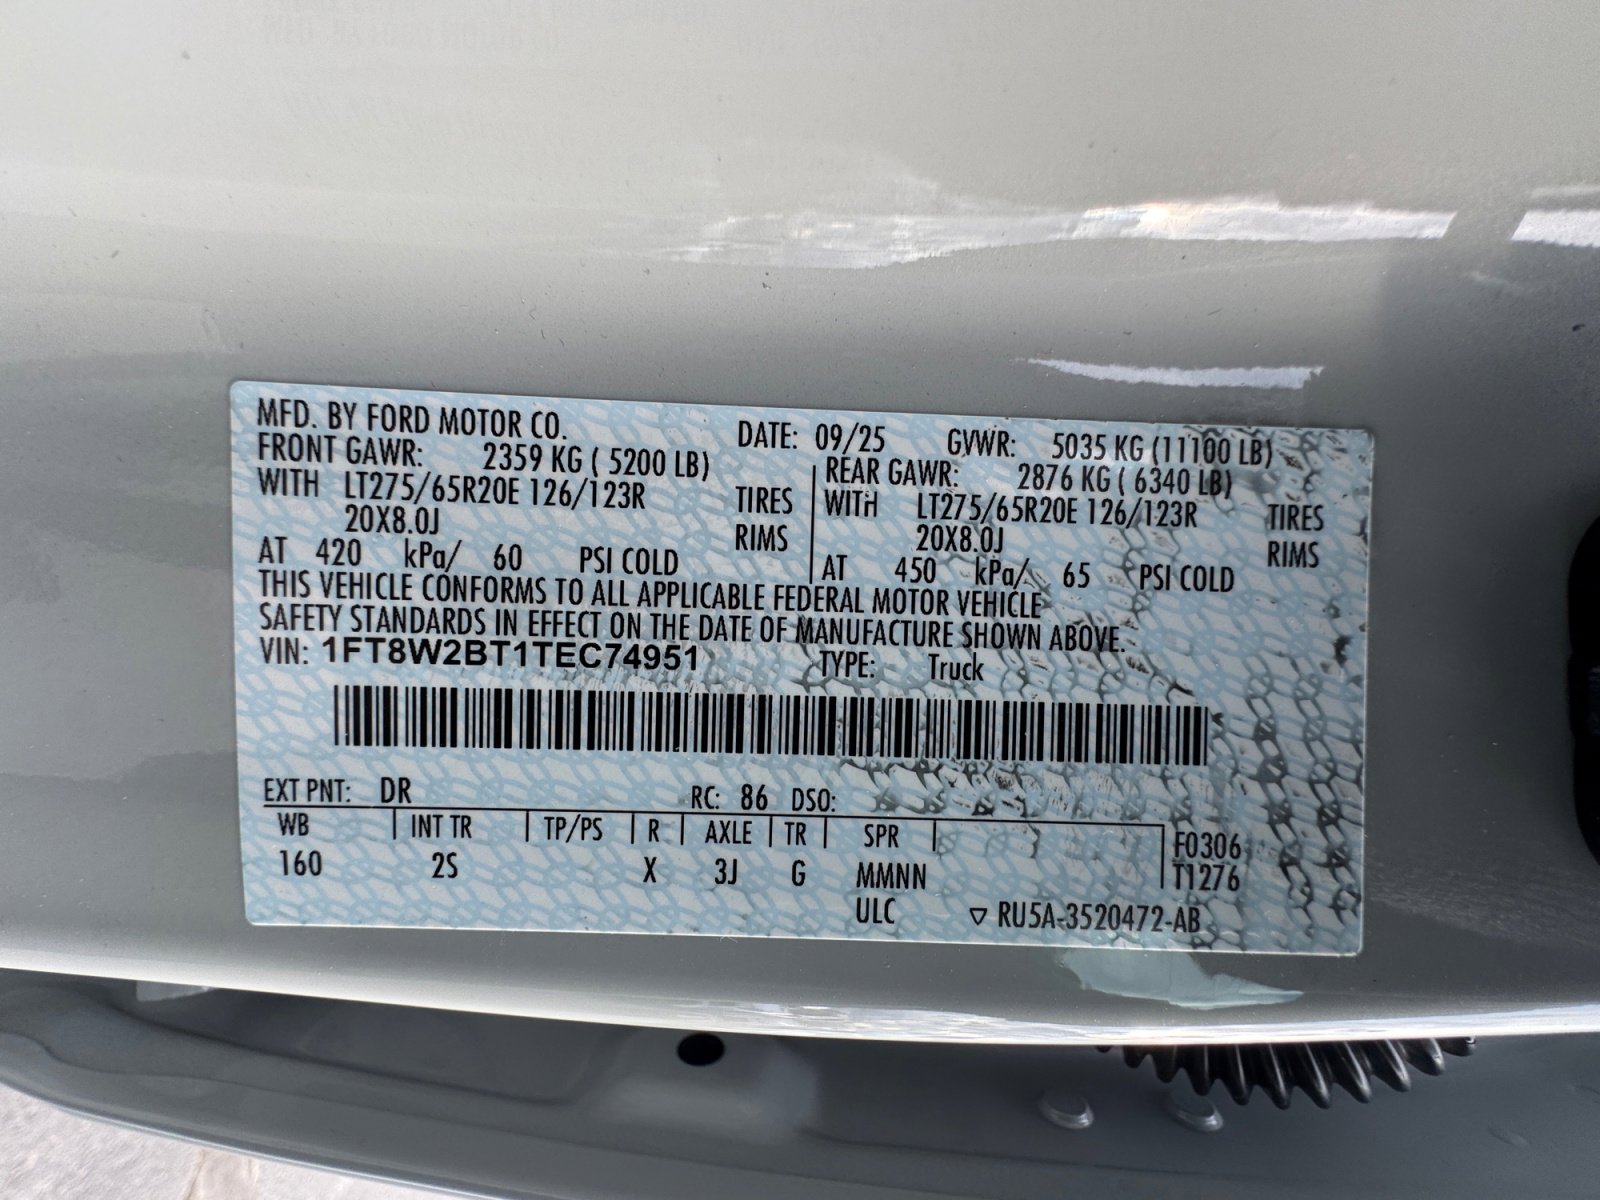 MFD. BY FORD MOTOR CO. DATE: 09/25 GVWR: 5035 KG (11100 LB)
FRONT GAWR: 2359 KG ( 5200 LB) REAR GAWR: 2876 KG ( 6340 LB)
WITH LT275/65R20E 126/123R TIRES WITH LT275/65R20E 126/123R TIRES
20X8.0J RIMS 20X8.0J RIMS
AT 420 kPa/ 60 PSI COLD AT 450 kPa/ 65 PSI COLD
THIS VEHICLE CONFORMS TO ALL APPLICABLE FEDERAL MOTOR VEHICLE
SAFETY STANDARDS IN EFFECT ON THE DATE OF MANUFACTURE SHOWN ABOVE.
VIN: 1FT8W2BT1TEC74951 TYPE: Truck
EXT PNT: DR RC: 86 DSO:
WB INT TR TP/PS R AXLE TR SPR F0306
160 2S X 3J G MMNN T1276
ULC ▽ RU5A-3520472-AB